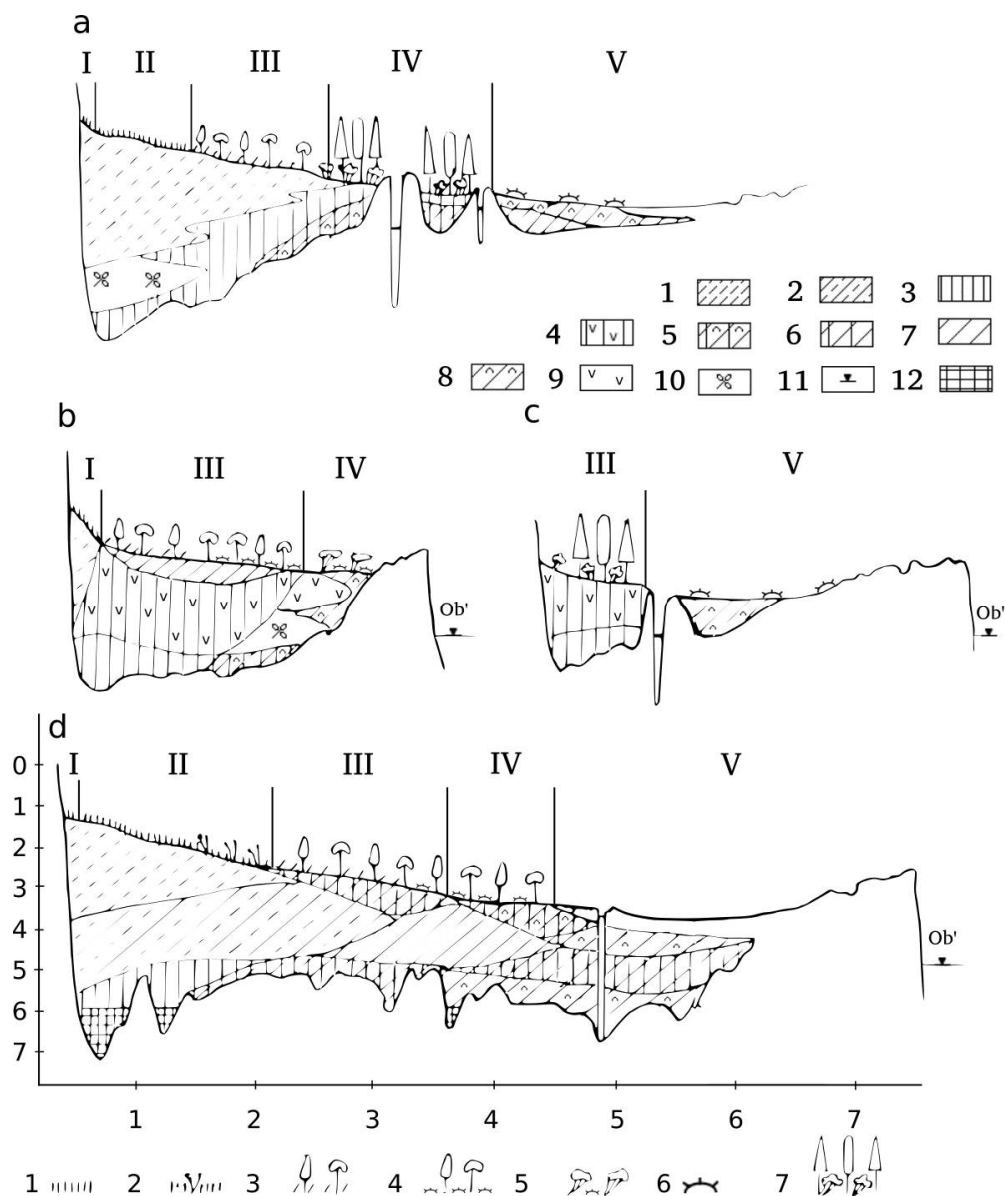 a
I II III IV V
1 2 3
4 5 6 7
8 9 10 11 12
b
I III IV
Ob'
c
III V
Ob'
d
I II III IV V
0
1
2
3
4
5
6
7
Ob'
1 2 3 4 5 6 7
1 2 3 4 5 6 7